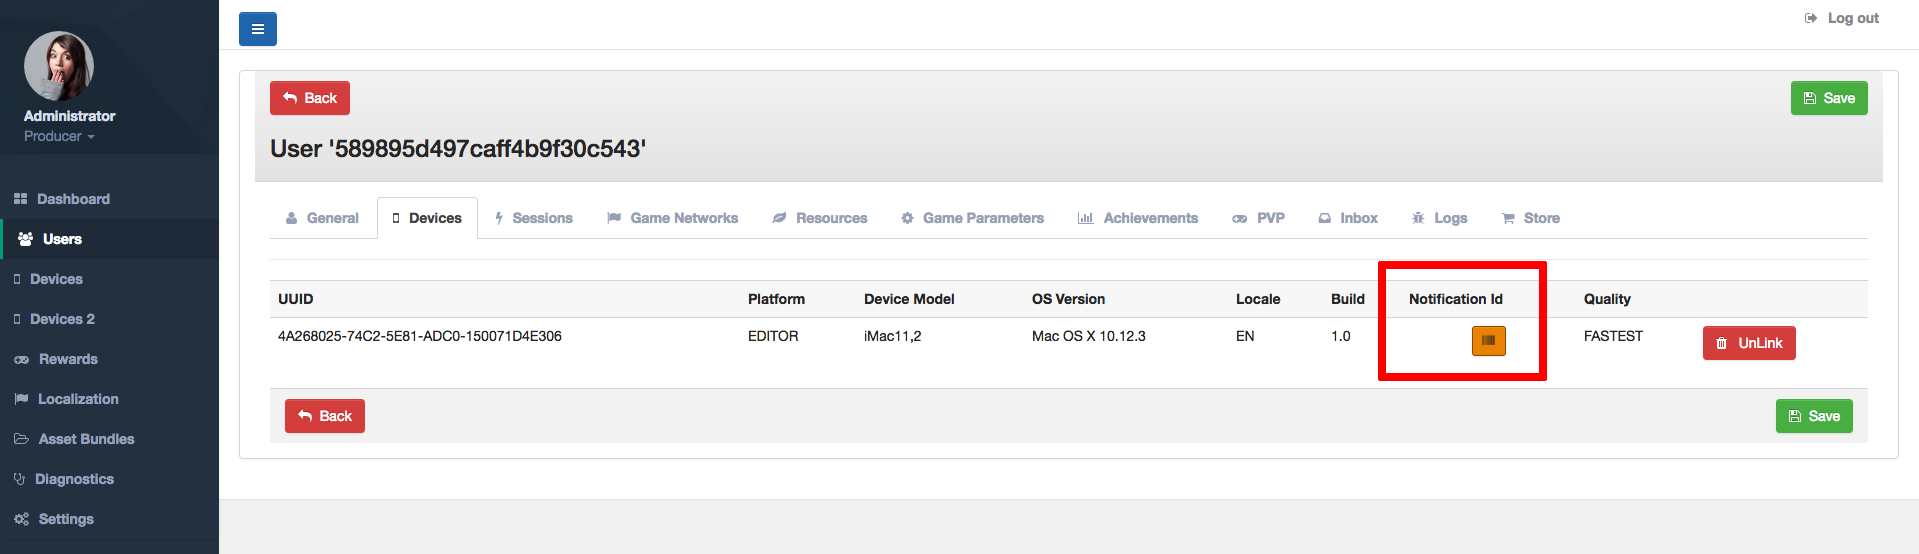 Log out
Administrator
Producer
Dashboard
Users
Devices
Devices 2
Rewards
Localization
Asset Bundles
Diagnostics
Settings
Back
Save
User '589895d497caff4b9f30c543'
General Devices Sessions Game Networks Resources Game Parameters Achievements PVP Inbox Logs Store
UUID Platform Device Model OS Version Locale Build Notification Id Quality
4A268025-74C2-5E81-ADC0-150071D4E306 EDITOR iMac11,2 Mac OS X 10.12.3 EN 1.0 FASTEST UnLink
Back Save